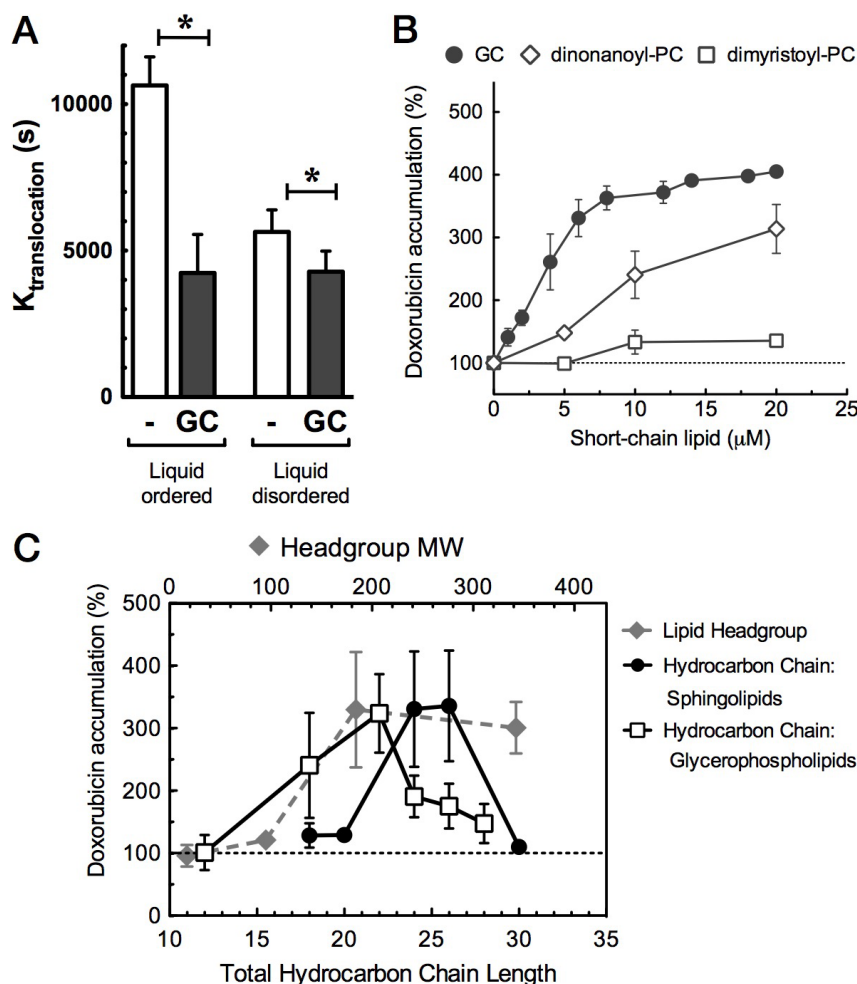 A
*
*
K translocation (s)
10000
5000
0
- GC - GC
Liquid ordered
Liquid disordered
B
GC dinonanoyl-PC dimyristoyl-PC
Doxorubicin accumulation (%)
500
400
300
200
100
0 5 10 15 20 25
Short-chain lipid (μM)
C
Headgroup MW
0 100 200 300 400
Doxorubicin accumulation (%)
500
400
300
200
100
0
10 15 20 25 30 35
Total Hydrocarbon Chain Length
Lipid Headgroup
Hydrocarbon Chain:
Sphingolipids
Hydrocarbon Chain:
Glycerophospholipids